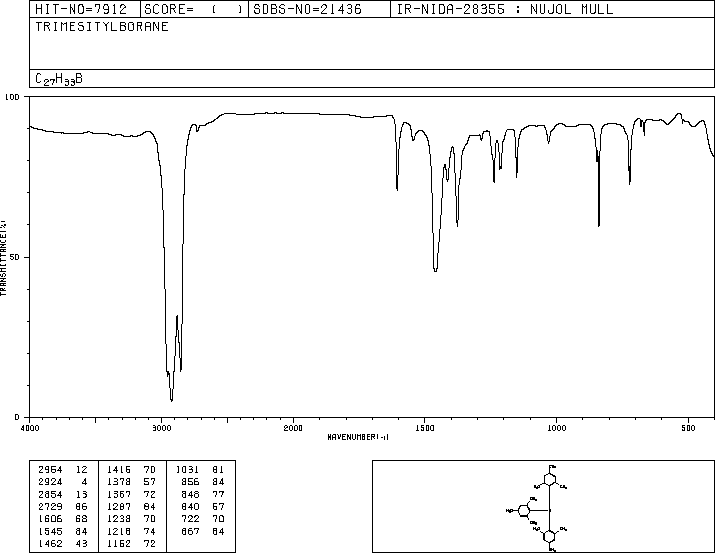 HIT-NO=7912 SCORE= ( ) SDBS-NO=21436 IR-NIDA-28355 : NUJOL MULL
TRIMESITYLBORANE
C27H33B
100
50
0
TRANSMITTANCE(%)
4000 3000 2000 1500 1000 500
WAVENUMBER(-1)
2964 12 1416 70 1031 81
2924 4 1378 57 856 84
2854 13 1367 72 848 77
2729 86 1287 84 840 57
1606 68 1238 70 722 70
1545 84 1218 74 667 84
1462 43 1152 72